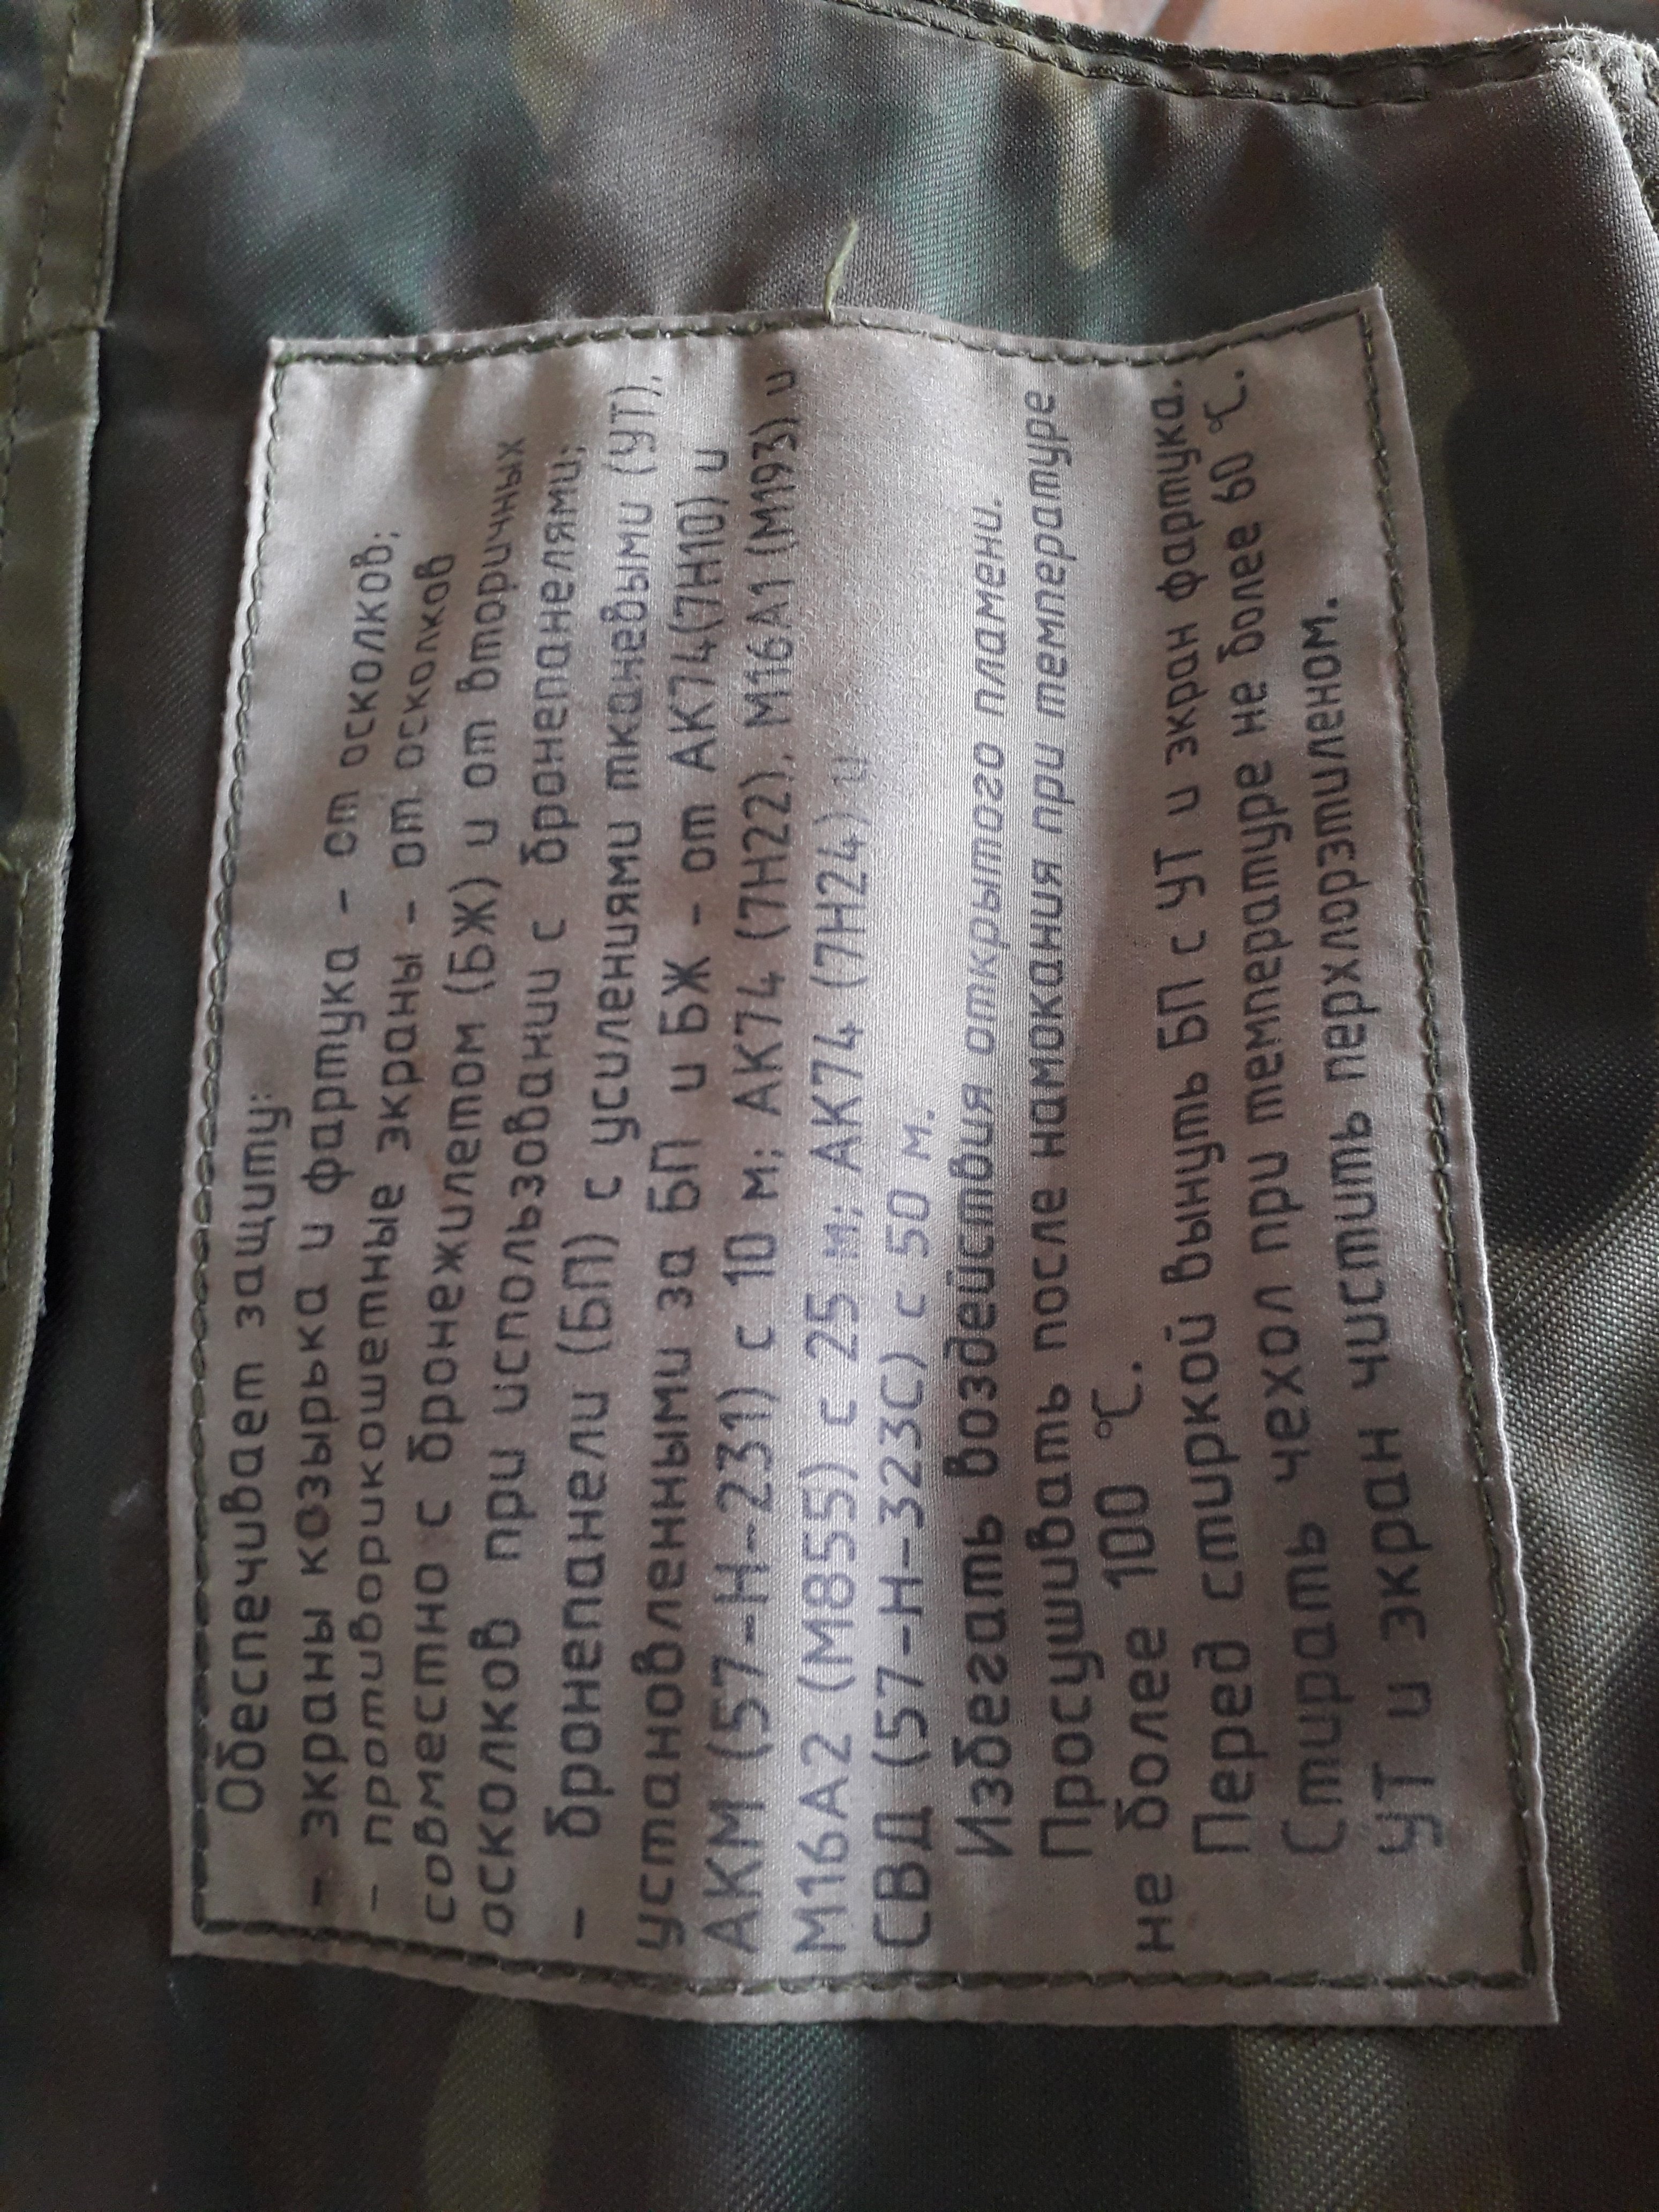 Обеспечивает защиту:
- экраны козырька и фартука - от осколков;
- противорикошетные экраны - от осколков
совместно с бронежилетом (БЖ) и от вторичных
осколков при использовании с бронепанелями;
- бронепанели (БП) с усилениями тканевыми (УТ),
установленными за БП и БЖ - от АК74(7Н10) и
АКМ (57-Н-231) с 10 м; АК74 (7Н22), М16А1 (М193) и
М16А2 (М855) с 25 м; АК74 (7Н24) и
СВД (57-Н-323С) с 50 м.
Избегать воздействия открытого пламени.
Просушивать после намокания при температуре
не более 100 °С.
Перед стиркой вынуть БП с УТ и экран фартука.
Стирать чехол при температуре не более 60 °С.
УТ и экран чистить перхлорэтиленом.